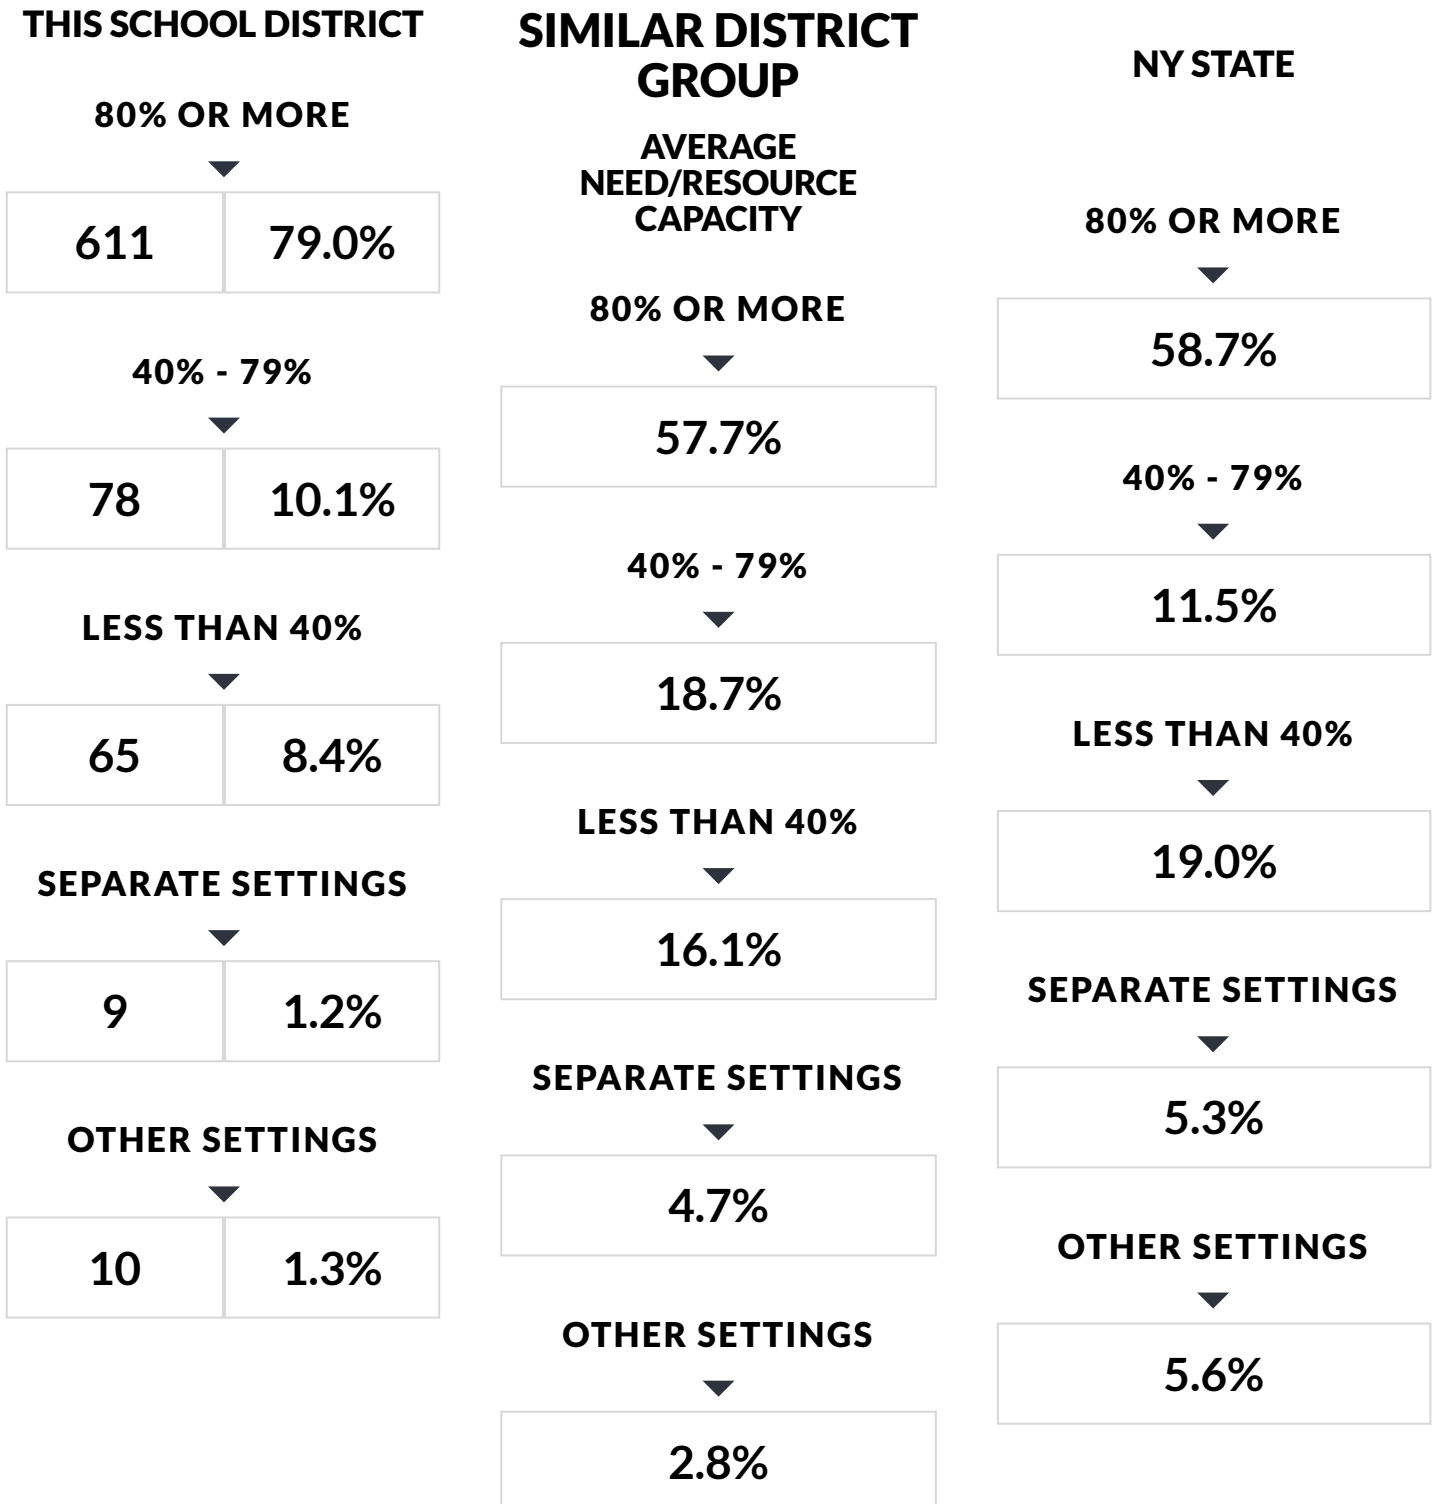 THIS SCHOOL DISTRICT
80% OR MORE
611 79.0%
40% - 79%
78 10.1%
LESS THAN 40%
65 8.4%
SEPARATE SETTINGS
9 1.2%
OTHER SETTINGS
10 1.3%
SIMILAR DISTRICT
GROUP
AVERAGE
NEED/RESOURCE
CAPACITY
80% OR MORE
57.7%
40% - 79%
18.7%
LESS THAN 40%
16.1%
SEPARATE SETTINGS
4.7%
OTHER SETTINGS
2.8%
NY STATE
80% OR MORE
58.7%
40% - 79%
11.5%
LESS THAN 40%
19.0%
SEPARATE SETTINGS
5.3%
OTHER SETTINGS
5.6%